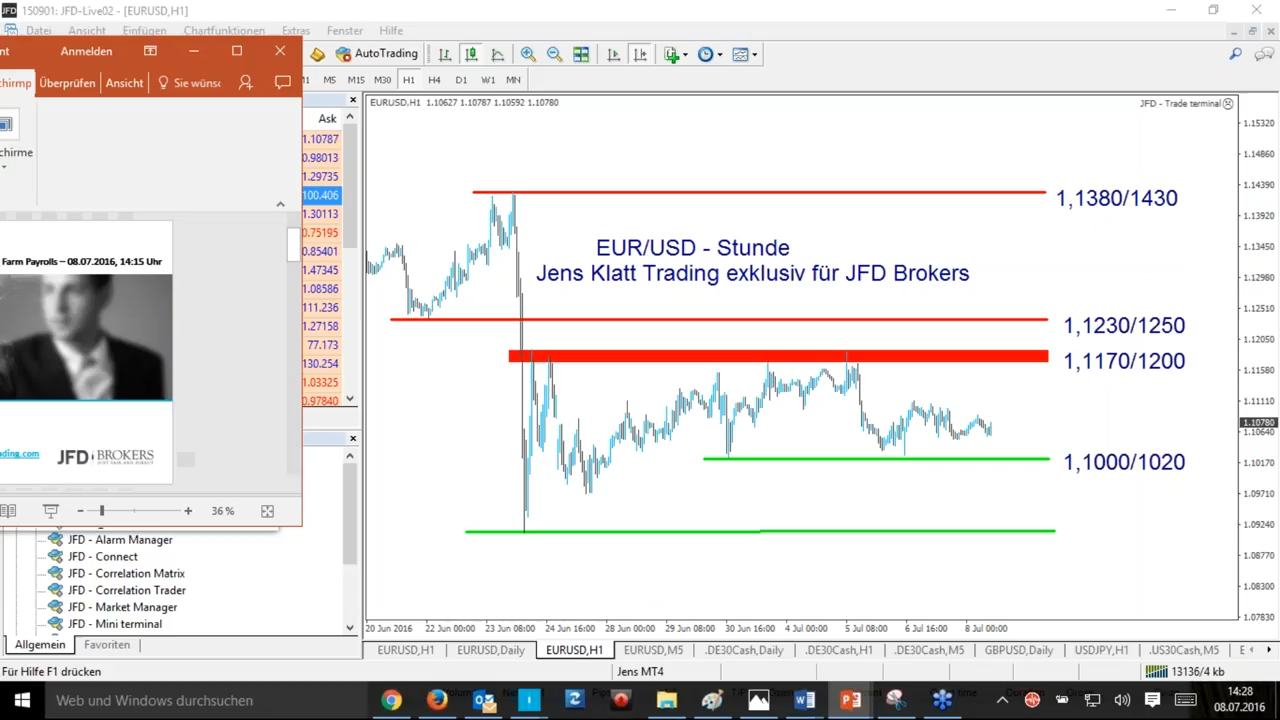 150901: JFD-Live02 - [EURUSD,H1]
Datei Ansicht Einfügen Chartfunktionen Extras Fenster Hilfe
Anmelden
AutoTrading
Überprüfen Ansicht Sie wünsc
M5 M15 M30 H1 H4 D1 W1 MN
EURUSD,H1 1.10627 1.10787 1.10592 1.10780
JFD - Trade terminal
Ask
1.10787
0.98013
1.29735
100.406
1.30113
0.75195
0.85401
1.47345
1.08586
111.236
1.27158
77.173
130.254
1.03325
0.97840
Farm Payrolls – 08.07.2016, 14:15 Uhr
ading.com
JFD BROKERS
JUST FAIR AND DIRECT
36 %
JFD - Alarm Manager
JFD - Connect
JFD - Correlation Matrix
JFD - Correlation Trader
JFD - Market Manager
JFD - Mini terminal
Allgemein Favoriten
EUR/USD - Stunde
Jens Klatt Trading exklusiv für JFD Brokers
1,1380/1430
1,1230/1250
1,1170/1200
1,1000/1020
1.15320
1.14860
1.14390
1.13920
1.13450
1.12980
1.12510
1.12050
1.11580
1.11110
1.10780
1.10640
1.10170
1.09710
1.09240
1.08770
1.08300
1.07830
20 Jun 2016 22 Jun 00:00 23 Jun 08:00 24 Jun 16:00 28 Jun 00:00 29 Jun 08:00 30 Jun 16:00 4 Jul 00:00 5 Jul 08:00 6 Jul 16:00 8 Jul 00:00
EURUSD,H1 EURUSD,Daily EURUSD,H1 EURUSD,M5 .DE30Cash,Daily .DE30Cash,H1 .DE30Cash,M5 GBPUSD,Daily USDJPY,H1 .US30Cash,M5
Für Hilfe F1 drücken
Jens MT4
13136/4 kb
Web und Windows durchsuchen
14:28
08.07.2016